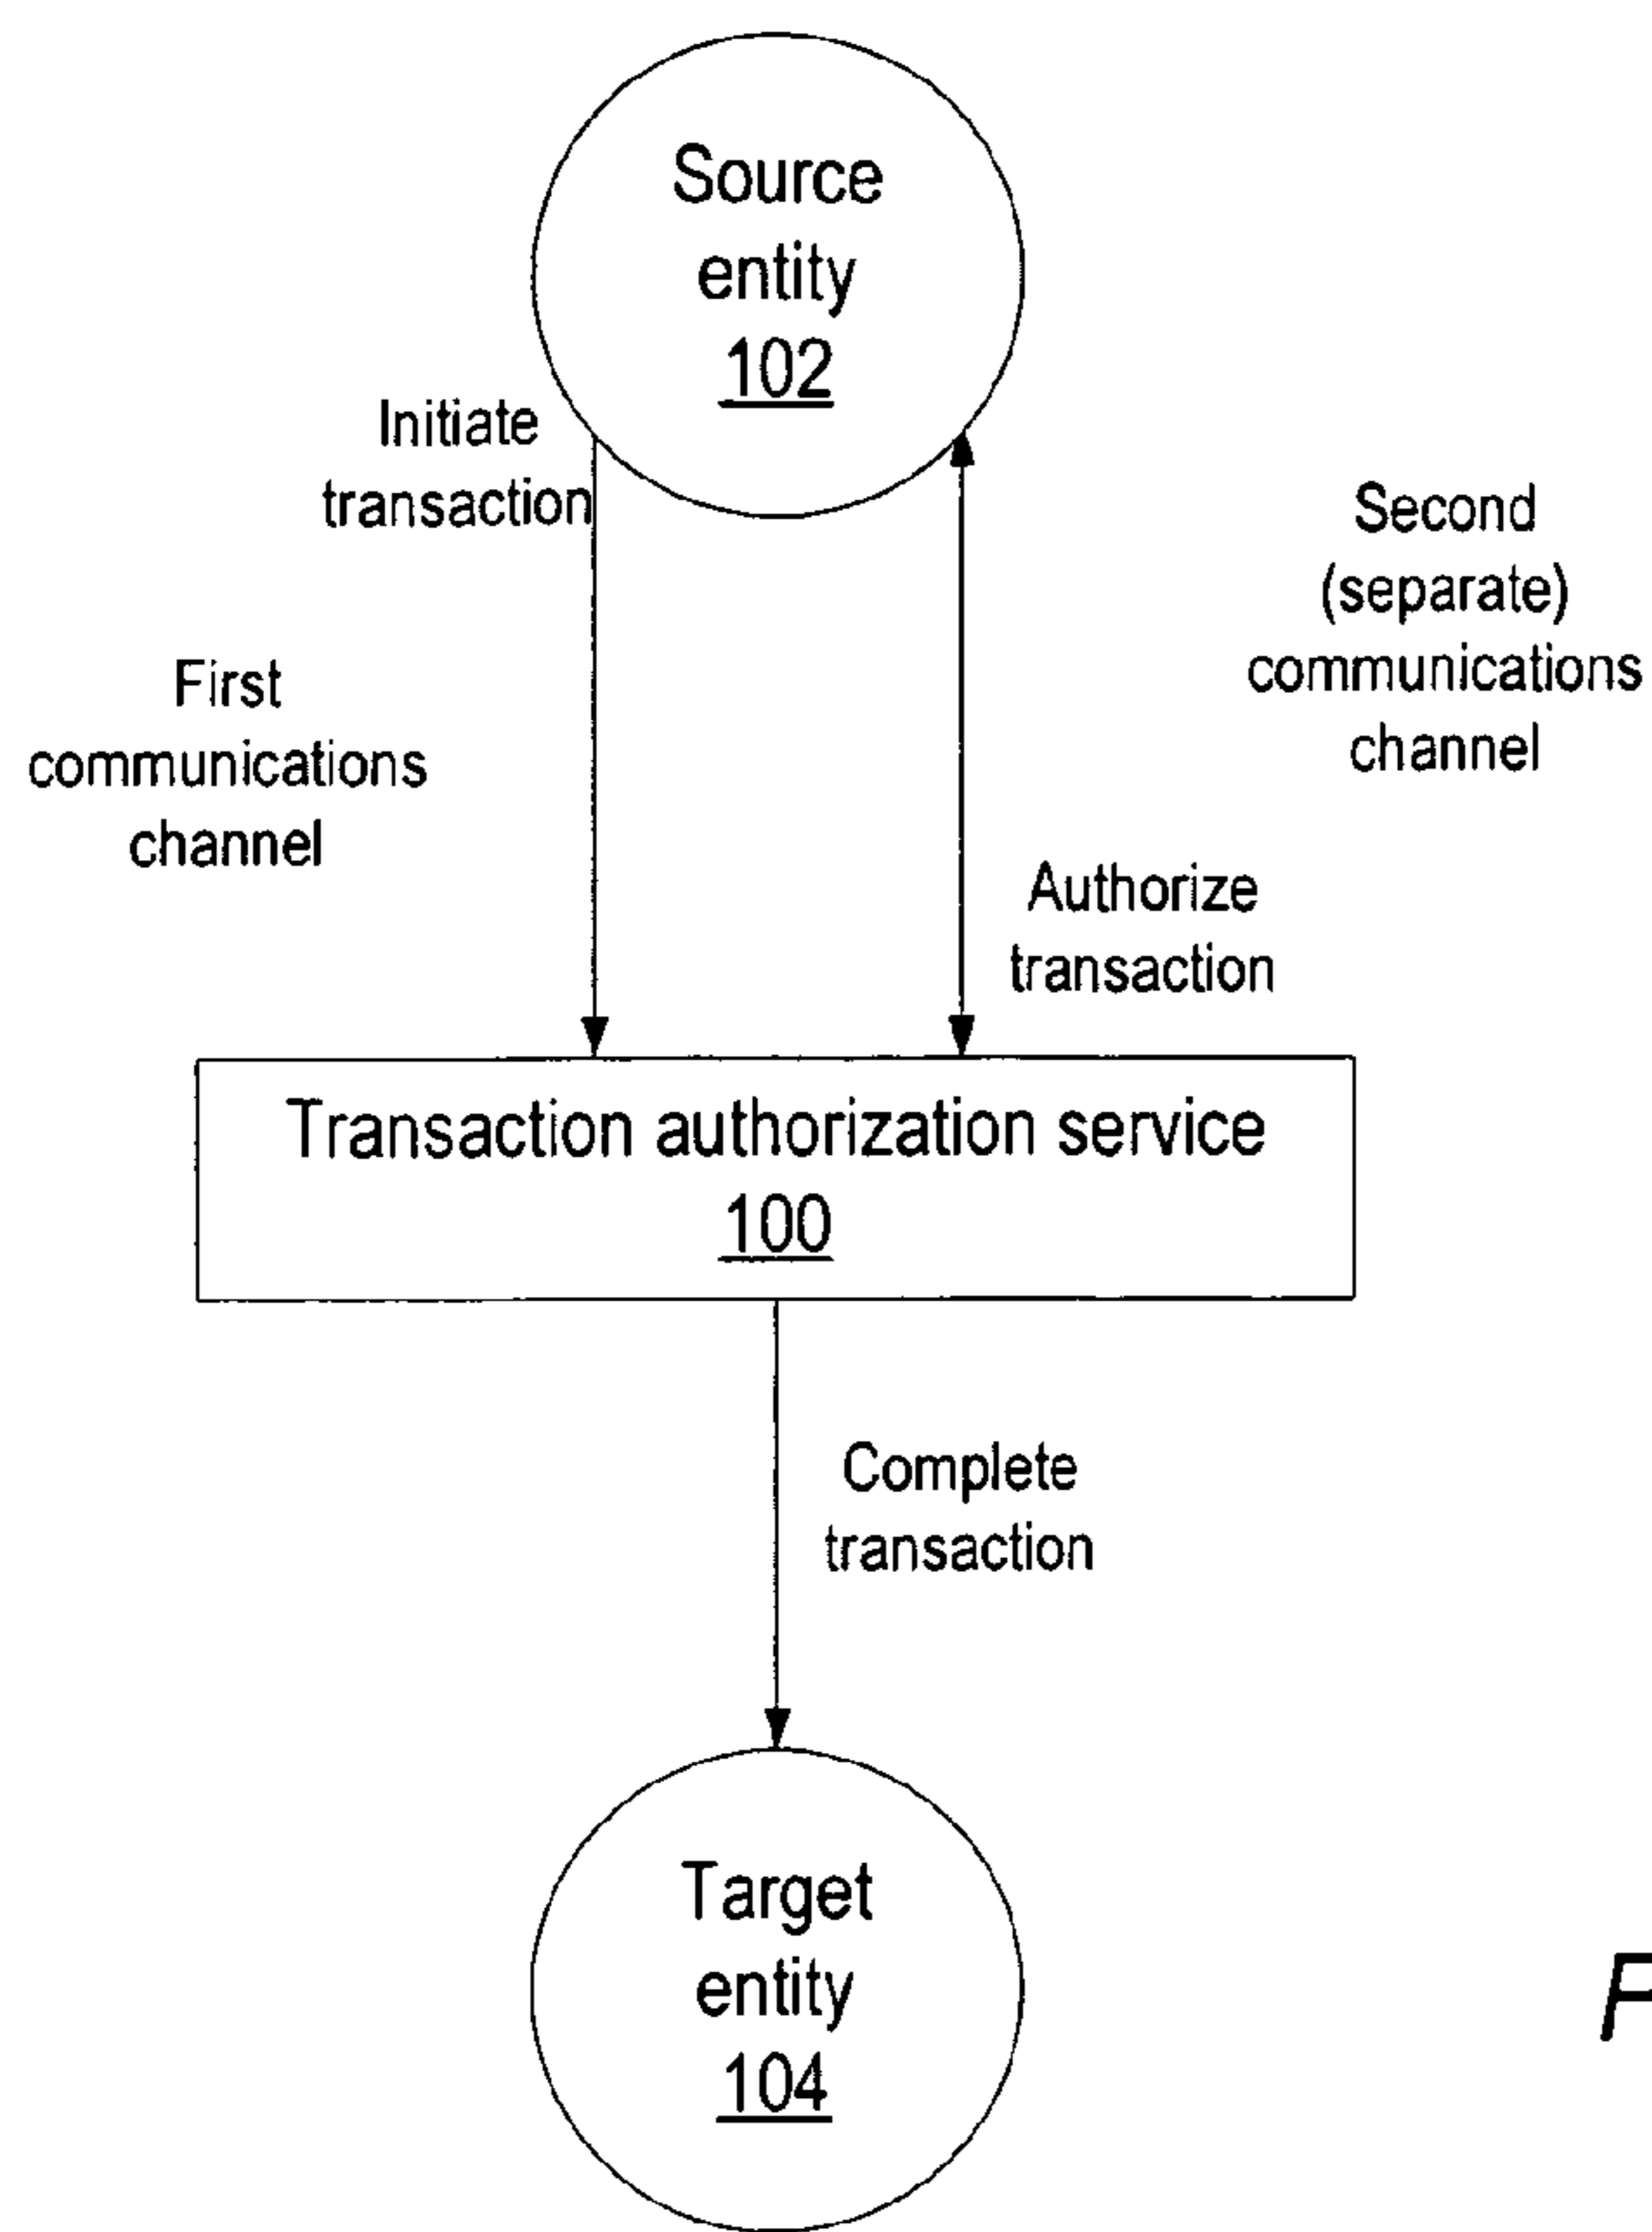 Source
entity
102
Initiate
transaction
Second
(separate)
communications
channel
First
communications
channel
Authorize
transaction
Transaction authorization service
100
Complete
transaction
Target
entity
104
F